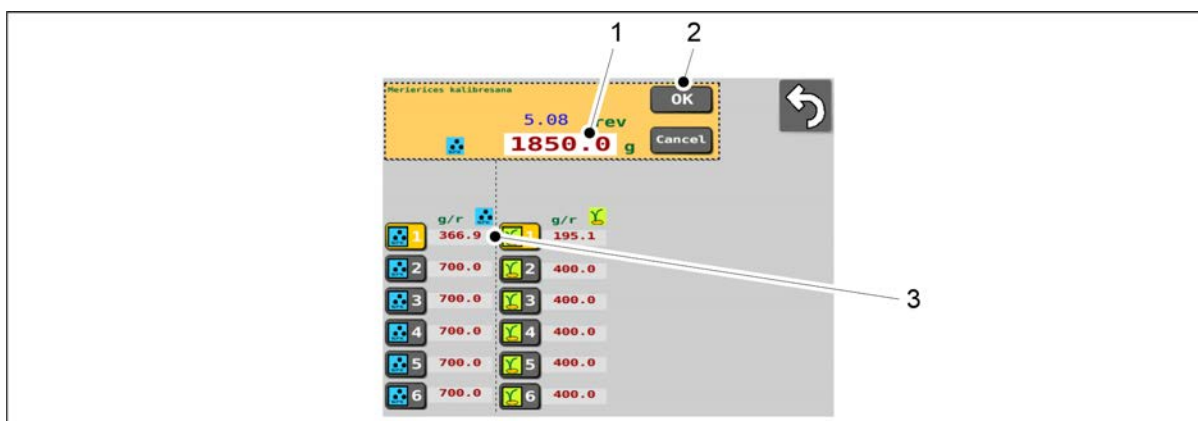 1 2
Merierices kalibresana
OK
5.08 rev
1850.0 g
Cancel
g/r g/r
1 366.9 1 195.1
3
2 700.0 2 400.0
3 700.0 3 400.0
4 700.0 4 400.0
5 700.0 5 400.0
6 700.0 6 400.0